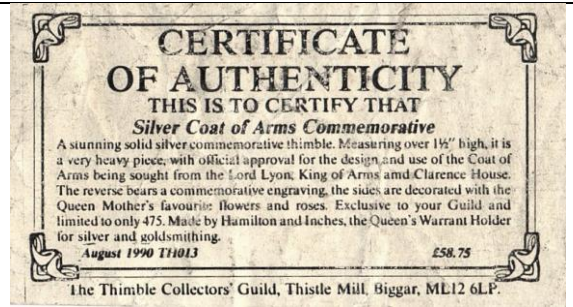 CERTIFICATE
OF AUTHENTICITY
THIS IS TO CERTIFY THAT
Silver Coat of Arms Commemorative
A stunning solid silver commemorative thimble. Measuring over 1½" high, it is
a very heavy piece, with official approval for the design and use of the Coat of
Arms being sought from the Lord Lyon, King of Arms amd Clarence House.
The reverse bears a commemorative engraving, the sides are decorated with the
Queen Mother's favourite flowers and roses. Exclusive to your Guild and
limited to only 475. Made by Hamilton and Inches, the Queen's Warrant Holder
for silver and goldsmithing.
August 1990 TH013 £58.75
The Thimble Collectors' Guild, Thistle Mill, Biggar, ML12 6LP.